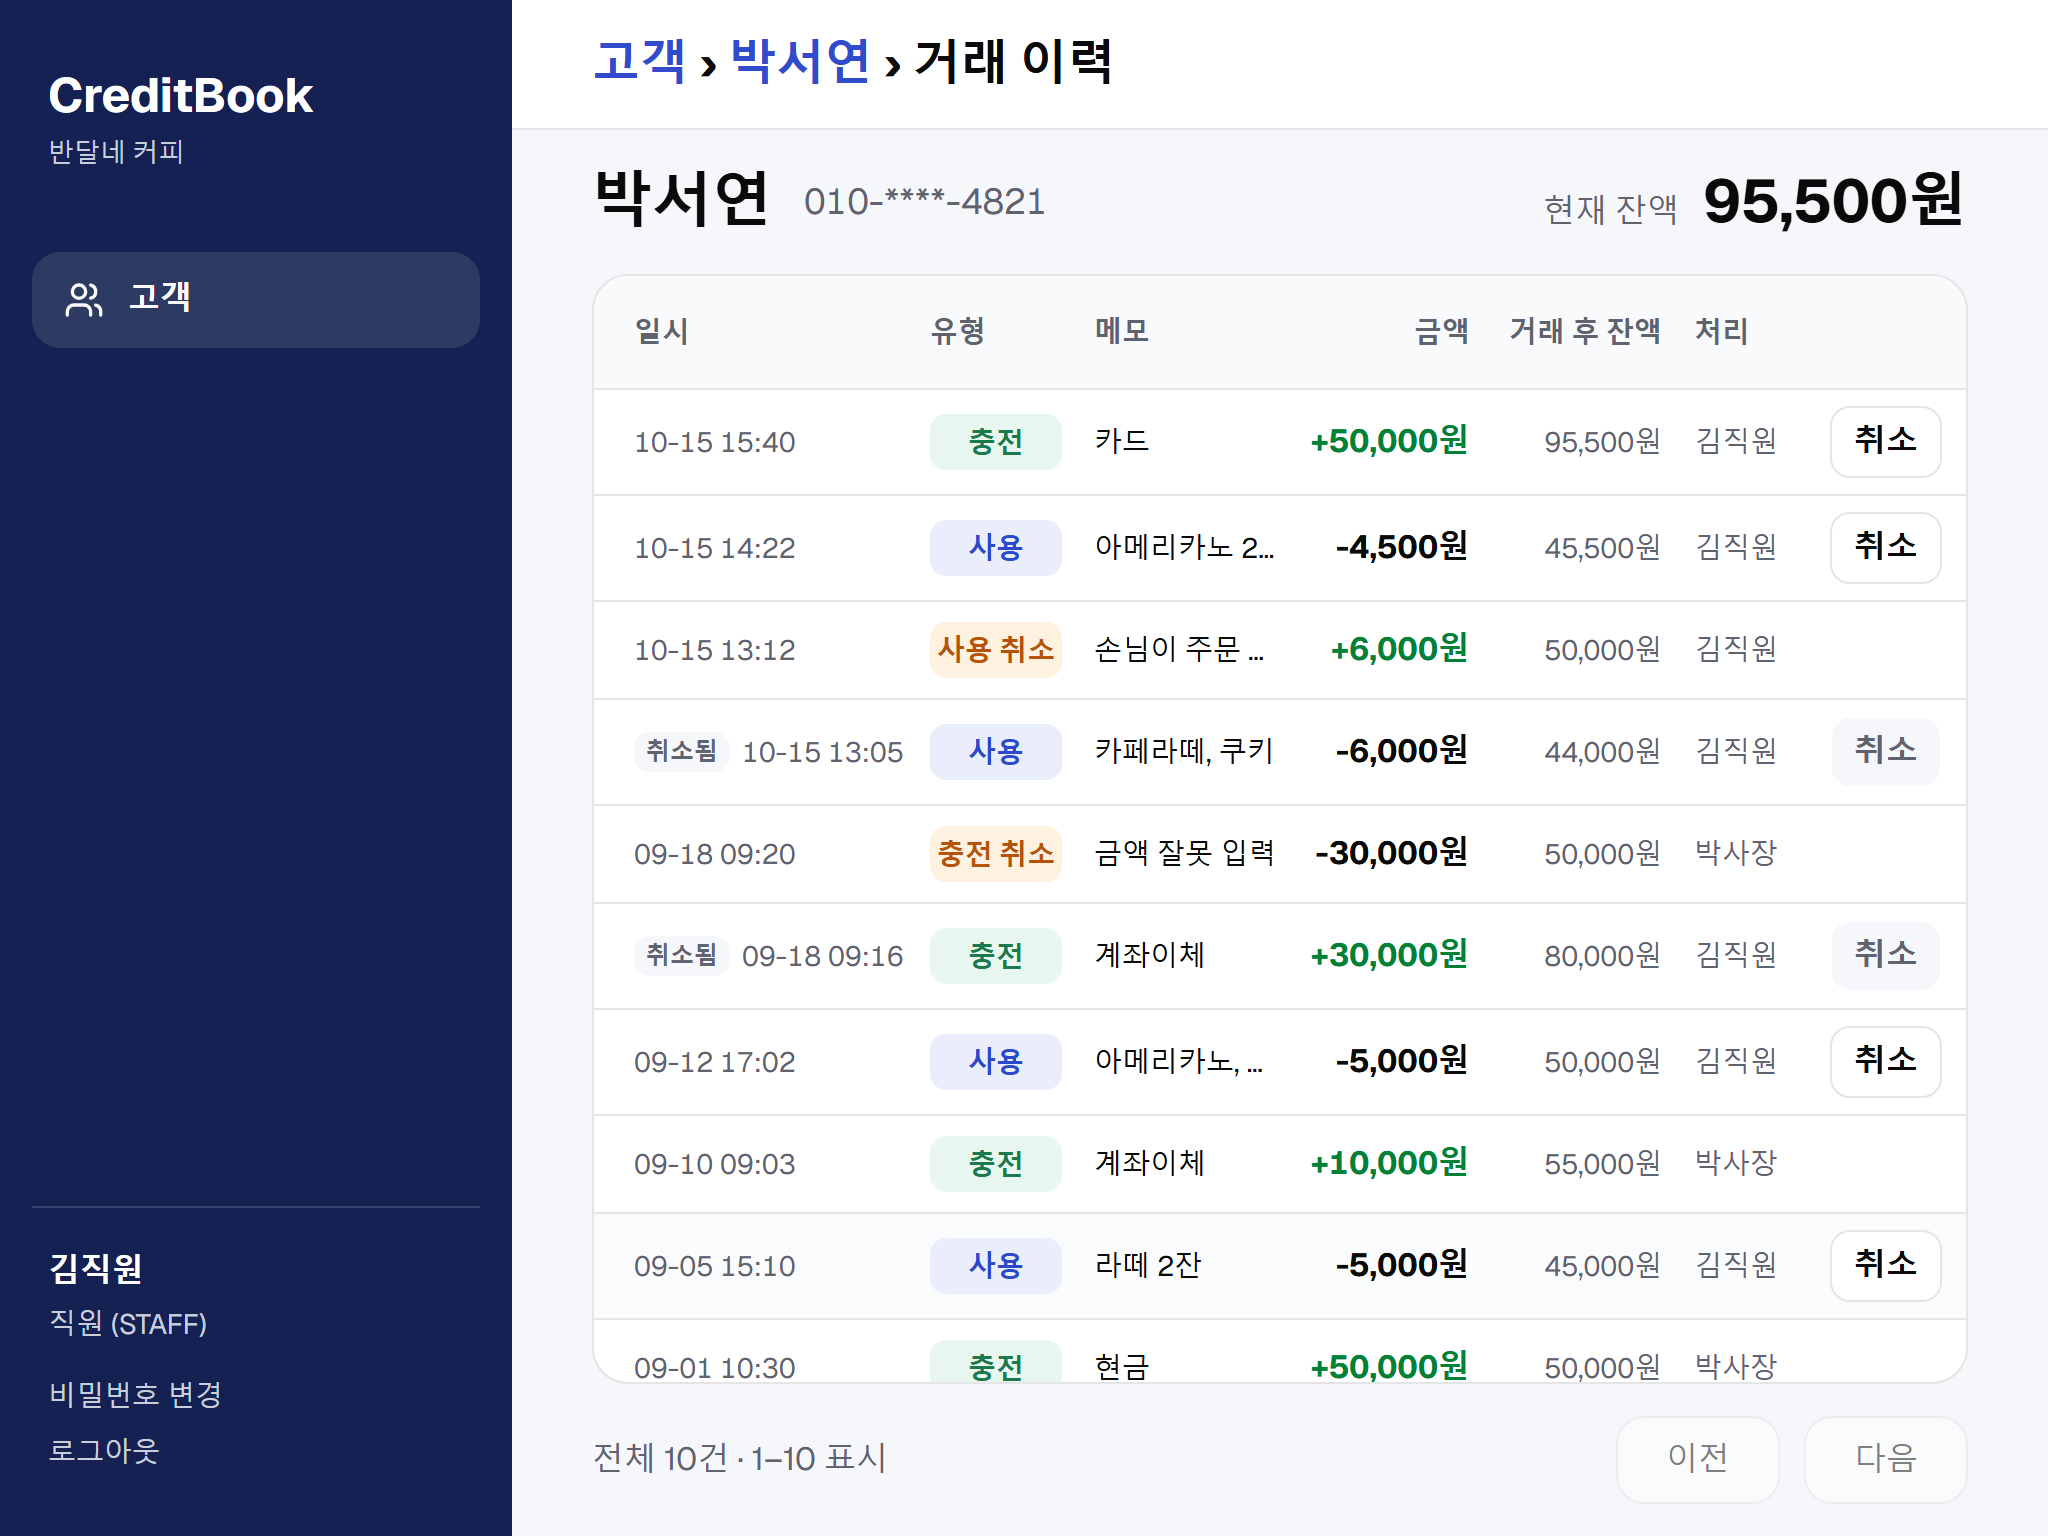 CreditBook
반달네 커피
고객
김직원
직원 (STAFF)
비밀번호 변경
로그아웃
고객 › 박서연 › 거래 이력
박서연 010-****-4821 현재 잔액 95,500원
일시 유형 메모 금액 거래 후 잔액 처리
10-15 15:40 충전 카드 +50,000원 95,500원 김직원 취소
10-15 14:22 사용 아메리카노 2... -4,500원 45,500원 김직원 취소
10-15 13:12 사용 취소 손님이 주문 ... +6,000원 50,000원 김직원
취소됨 10-15 13:05 사용 카페라떼, 쿠키 -6,000원 44,000원 김직원 취소
09-18 09:20 충전 취소 금액 잘못 입력 -30,000원 50,000원 박사장
취소됨 09-18 09:16 충전 계좌이체 +30,000원 80,000원 김직원 취소
09-12 17:02 사용 아메리카노, ... -5,000원 50,000원 김직원 취소
09-10 09:03 충전 계좌이체 +10,000원 55,000원 박사장
09-05 15:10 사용 라떼 2잔 -5,000원 45,000원 김직원 취소
09-01 10:30 충전 현금 +50,000원 50,000원 박사장
전체 10건 · 1–10 표시 이전 다음